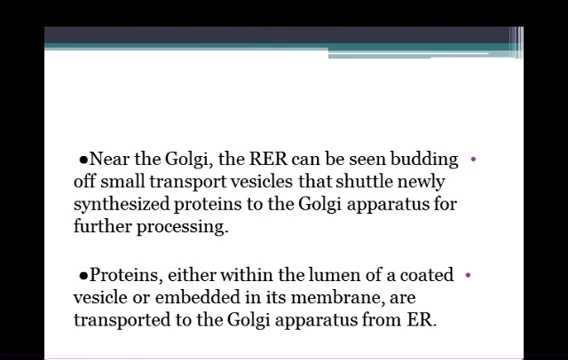 ●Near the Golgi, the RER can be seen budding •
off small transport vesicles that shuttle newly
synthesized proteins to the Golgi apparatus for
further processing.
●Proteins, either within the lumen of a coated •
vesicle or embedded in its membrane, are
transported to the Golgi apparatus from ER.